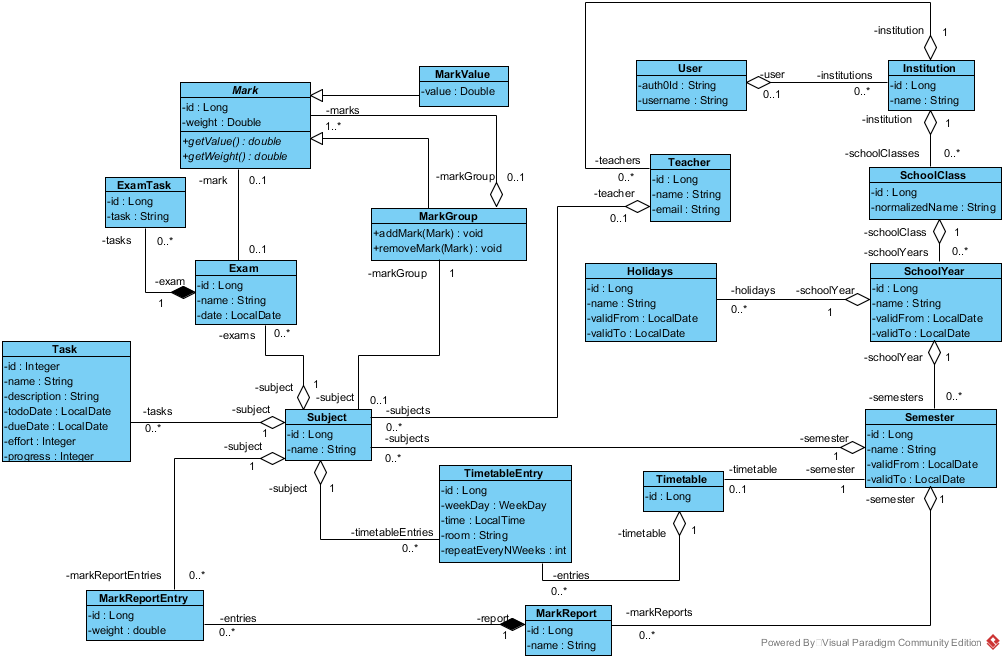 -institution
1
User
-auth0Id : String
-username : String
-user
0..1
-institutions
0..*
Institution
-id : Long
-name : String
MarkValue
-value : Double
Mark
-id : Long
-weight : Double
+getValue() : double
+getWeight() : double
-marks
1..*
-institution
1
-schoolClasses
0..*
-teachers
0..*
Teacher
-id : Long
-name : String
-email : String
-teacher
0..1
SchoolClass
-id : Long
-normalizedName : String
-markGroup
0..1
-mark
0..1
ExamTask
-id : Long
-task : String
-tasks
0..*
MarkGroup
+addMark(Mark) : void
+removeMark(Mark) : void
-schoolClass
1
-schoolYears
0..*
0..1
-markGroup
1
Exam
-id : Long
-name : String
-date : LocalDate
-exam
1
Holidays
-id : Long
-name : String
-validFrom : LocalDate
-validTo : LocalDate
-holidays
0..*
-schoolYear
1
SchoolYear
-id : Long
-name : String
-validFrom : LocalDate
-validTo : LocalDate
-exams
0..*
-schoolYear
1
Task
-id : Integer
-name : String
-description : String
-todoDate : LocalDate
-dueDate : LocalDate
-effort : Integer
-progress : Integer
-subject
1
-subject
0..1
-semesters
0..*
-tasks
0..*
-subject
1
Subject
-id : Long
-name : String
-subjects
0..*
-subjects
0..*
-semester
1
Semester
-id : Long
-name : String
-validFrom : LocalDate
-validTo : LocalDate
-subject
1
-subject
1
TimetableEntry
-id : Long
-weekDay : WeekDay
-time : LocalTime
-room : String
-repeatEveryNWeeks : int
Timetable
-id : Long
-timetable
0..1
-semester
1
-semester
1
-timetableEntries
0..*
-timetable
1
-entries
0..*
-markReportEntries
0..*
MarkReportEntry
-id : Long
-weight : double
-entries
0..*
-report
1
MarkReport
-id : Long
-name : String
-markReports
0..*
Powered By Visual Paradigm Community Edition